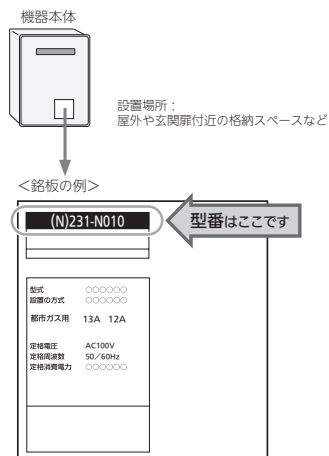 機器本体
設置場所：
屋外や玄関扉付近の格納スペースなど
＜銘板の例＞
(N)231-N010
型番はここです
型式 ○○○○○○
設置の方式 ○○○○○○
都市ガス用 13A 12A
定格電圧 AC100V
定格周波数 50／60Hz
定格消費電力 ○○○○○○